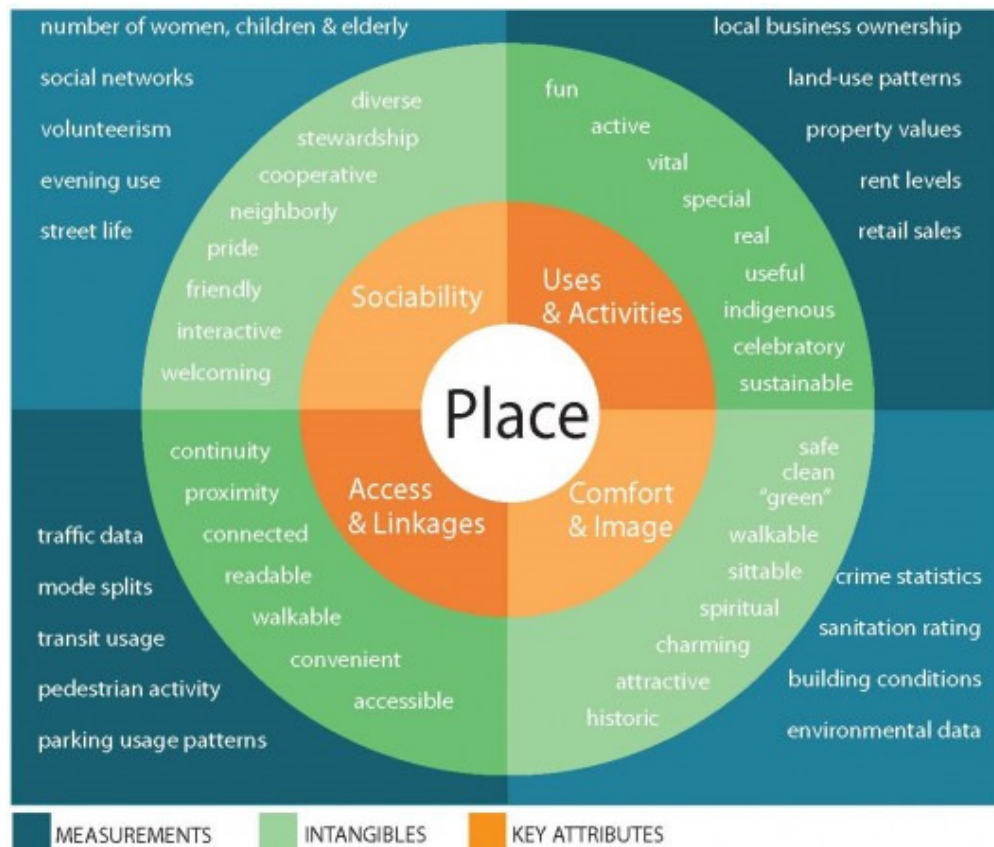 number of women, children & elderly
social networks
volunteerism
evening use
street life
diverse
stewardship
cooperative
neighborly
pride
friendly
interactive
welcoming
Sociability
local business ownership
land-use patterns
property values
rent levels
retail sales
fun
active
vital
special
real
useful
indigenous
celebratory
sustainable
Uses
& Activities
Place
continuity
proximity
connected
readable
walkable
convenient
accessible
Access
& Linkages
traffic data
mode splits
transit usage
pedestrian activity
parking usage patterns
Comfort
& Image
safe
clean
"green"
walkable
sittable
spiritual
charming
attractive
historic
crime statistics
sanitation rating
building conditions
environmental data
MEASUREMENTS
INTANGIBLES
KEY ATTRIBUTES